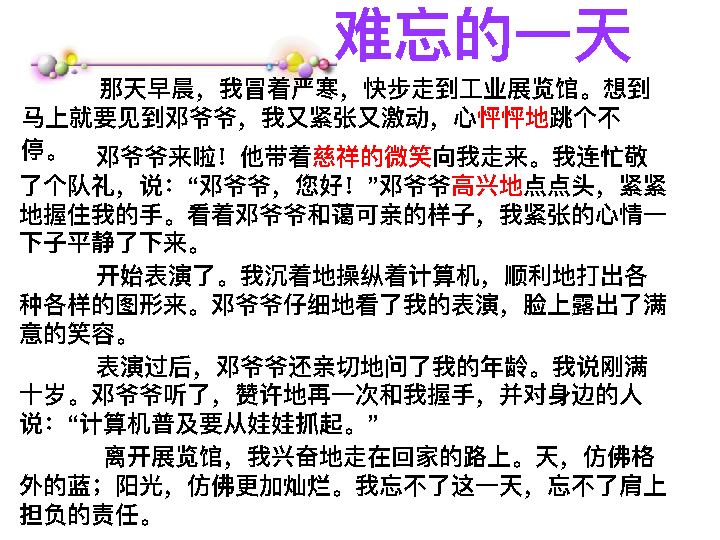 难忘的一天
那天早晨，我冒着严寒，快步走到工业展览馆。想到
马上就要见到邓爷爷，我又紧张又激动，心怦怦地跳个不
停。
邓爷爷来啦！他带着慈祥的微笑向我走来。我连忙敬
了个队礼，说：“邓爷爷，您好！”邓爷爷高兴地点点头，紧紧
地握住我的手。看着邓爷爷和蔼可亲的样子，我紧张的心情一
下子平静了下来。
开始表演了。我沉着地操纵着计算机，顺利地打出各
种各样的图形来。邓爷爷仔细地看了我的表演，脸上露出了满
意的笑容。
表演过后，邓爷爷还亲切地问了我的年龄。我说刚满
十岁。邓爷爷听了，赞许地再一次和我握手，并对身边的人
说：“计算机普及要从娃娃抓起。”
离开展览馆，我兴奋地走在回家的路上。天，仿佛格
外的蓝；阳光，仿佛更加灿烂。我忘不了这一天，忘不了肩上
担负的责任。